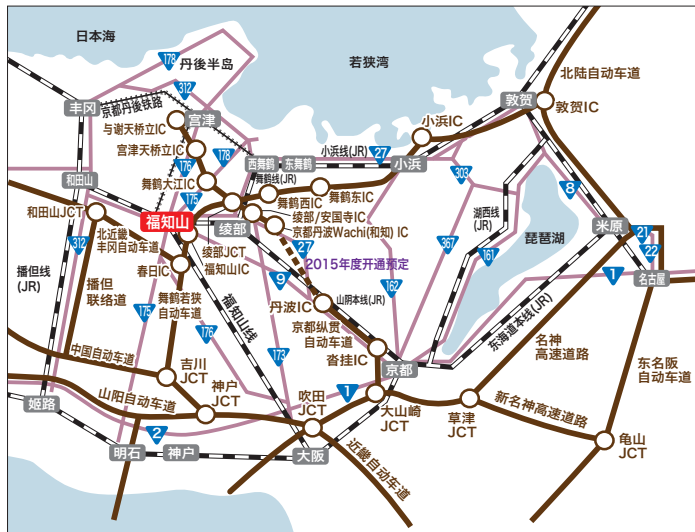 日本海
178
丹後半岛
若狭湾
北陆自动车道
312
敦贺
敦贺IC
丰冈
京都丹后铁路
与谢天桥立IC
宫津
小浜IC
宫津天桥立IC
176
178
西舞鹤
东舞鹤
小浜线(JR)
27
小浜
303
8
舞鹤线(JR)
和田山
舞鹤大江IC
175
舞鹤东IC
舞鹤西IC
湖西线(JR)
米原
21
22
和田山JCT
福知山
绫部
绫部/安国寺IC
京都丹波Wachi(和知) IC
367
琵琶湖
161
312
北近畿
丰冈自动车道
绫部JCT
福知山IC
27
2015年度开通预定
1
名古屋
播但线
(JR)
播但
联络道
春日IC
9
162
丹波IC
山阴本线(JR)
175
舞鹤若狭
自动车道
176
福知山线
173
京都纵贯
自动车道
沓挂IC
东海道本线(JR)
名神
高速道路
中国自动车道
吉川
JCT
京都
东名阪
自动车道
姬路
山阳自动车道
神户
JCT
吹田
JCT
1
大山崎
JCT
草津
JCT
新名神高速道路
2
明石
神户
大阪
近畿自动车道
龟山
JCT